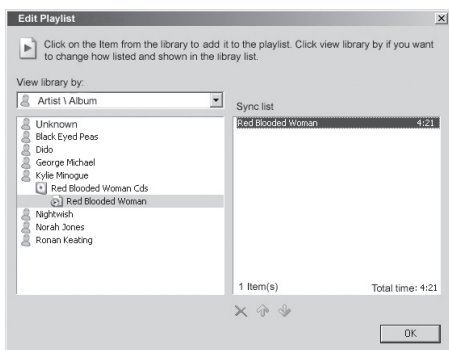 Edit Playlist
Click on the Item from the library to add it to the playlist. Click view library by if you want
to change how listed and shown in the libray list.
View library by:
Artist \ Album
Unknown
Black Eyed Peas
Dido
George Michael
Kylie Minogue
Red Blooded Woman Cds
Red Blooded Woman
Nightwish
Norah Jones
Ronan Keating
Sync list
Red Blooded Woman 4:21
1 Item(s) Total time: 4:21
OK